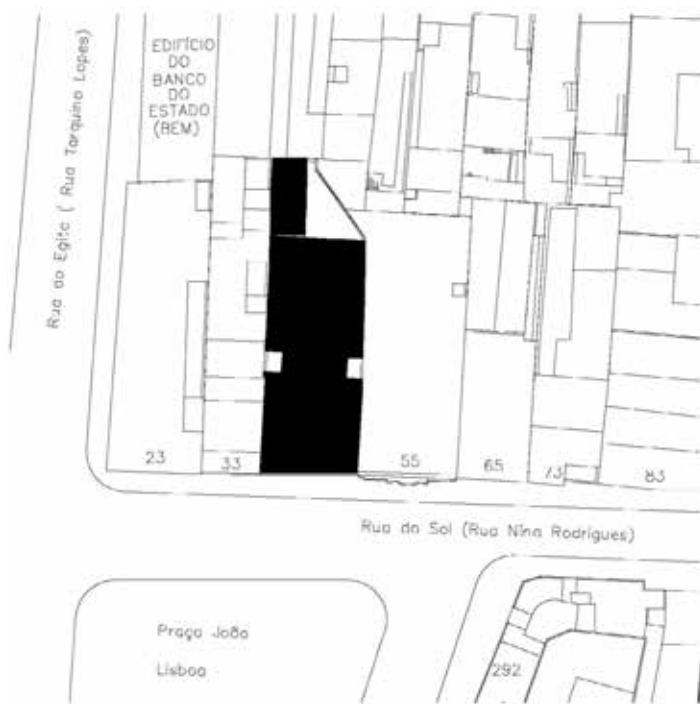 EDIFÍCIO
DO
BANCO
DO
ESTADO
(BEM)
Rua do Egito ( Rua Tarquino Lopes)
23
33
55
65
73
83
Rua do Sol (Rua Nina Rodrigues)
Praça João
Lisboa
292